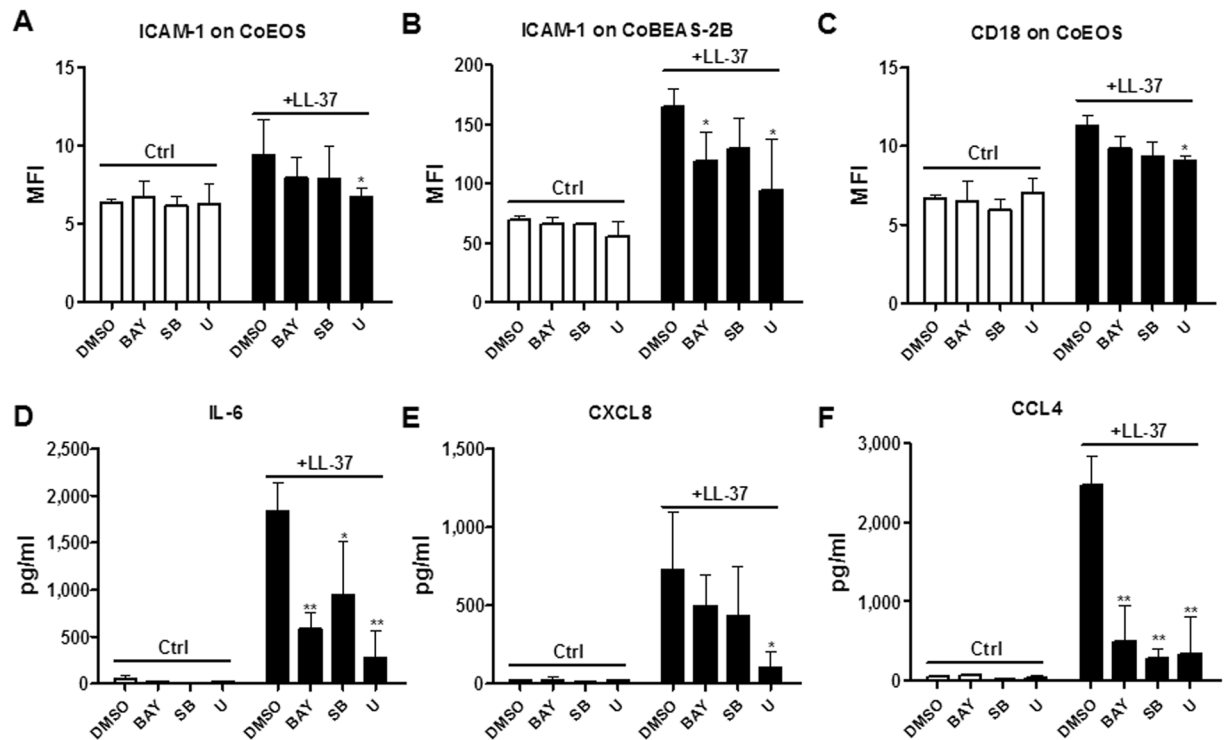 A
ICAM-1 on CoEOS
15
10
5
0
MFI
Ctrl
+LL-37
*
DMSO
BAY
SB
U
DMSO
BAY
SB
U
B
ICAM-1 on CoBEAS-2B
200
150
100
50
0
MFI
Ctrl
+LL-37
*
*
DMSO
BAY
SB
U
DMSO
BAY
SB
U
C
CD18 on CoEOS
15
10
5
0
MFI
Ctrl
+LL-37
*
DMSO
BAY
SB
U
DMSO
BAY
SB
U
D
IL-6
2,500
2,000
1,500
1,000
500
0
pg/ml
Ctrl
+LL-37
**
*
**
DMSO
BAY
SB
U
DMSO
BAY
SB
U
E
CXCL8
1,500
1,000
500
0
pg/ml
Ctrl
+LL-37
*
DMSO
BAY
SB
U
DMSO
BAY
SB
U
F
CCL4
3,000
2,000
1,000
0
pg/ml
Ctrl
+LL-37
**
**
**
DMSO
BAY
SB
U
DMSO
BAY
SB
U